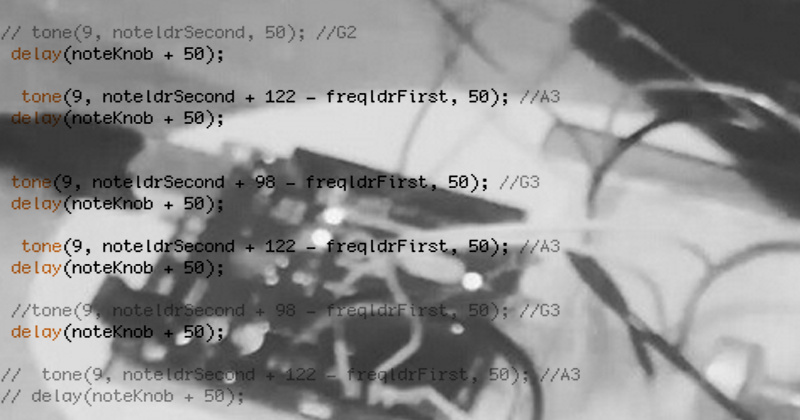 // tone(9, noteldrSecond, 50); //G2
delay(noteKnob + 50);
tone(9, noteldrSecond + 122 - freqldrFirst, 50); //A3
delay(noteKnob + 50);
tone(9, noteldrSecond + 98 - freqldrFirst, 50); //G3
delay(noteKnob + 50);
tone(9, noteldrSecond + 122 - freqldrFirst, 50); //A3
delay(noteKnob + 50);
//tone(9, noteldrSecond + 98 - freqldrFirst, 50); //G3
delay(noteKnob + 50);
// tone(9, noteldrSecond + 122 - freqldrFirst, 50); //A3
// delay(noteKnob + 50);